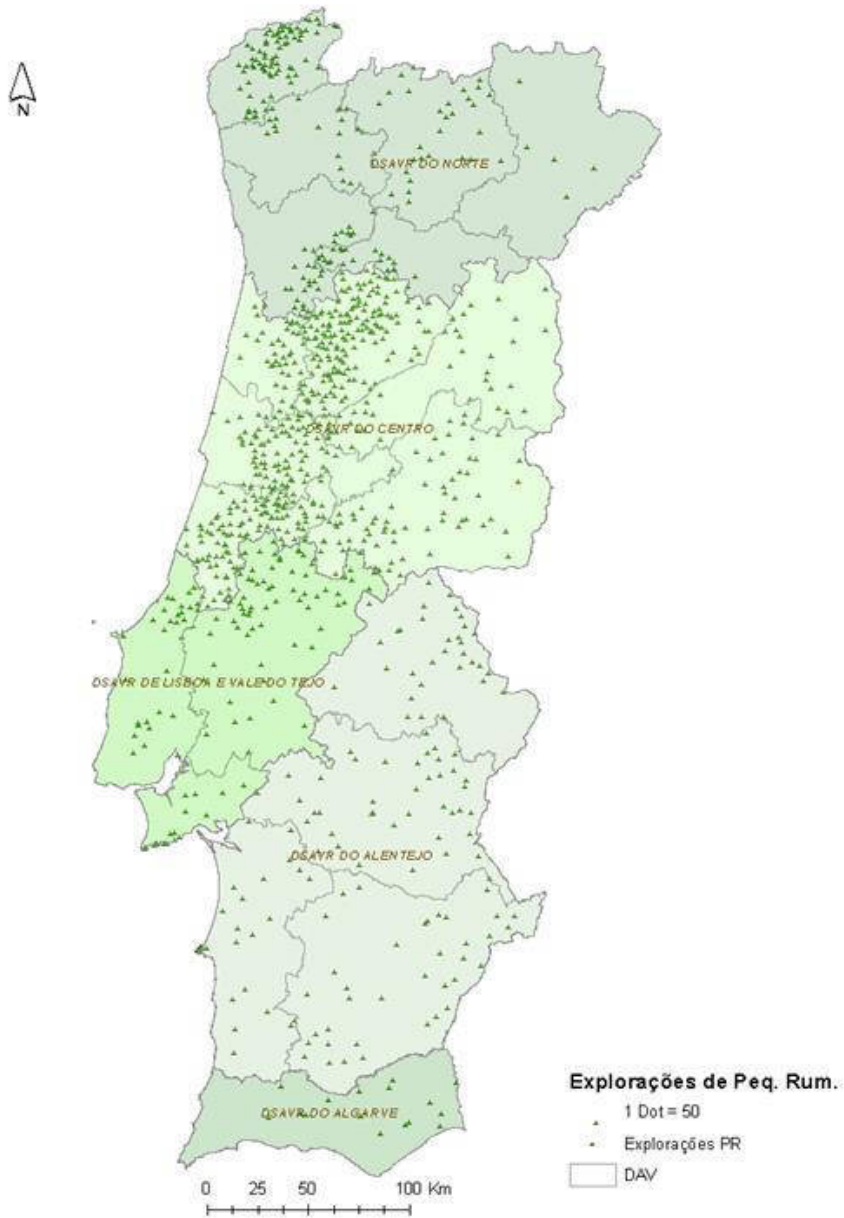 N
DSAVR DO NORTE
DSAVR DO CENTRO
DSAVR DE LISBOA E VALE DO TEJO
DSAVR DO ALENTEJO
DSAVR DO ALGARVE
Explorações de Peq. Rum.
1 Dot = 50
Explorações PR
DAV
0 25 50 100 Km